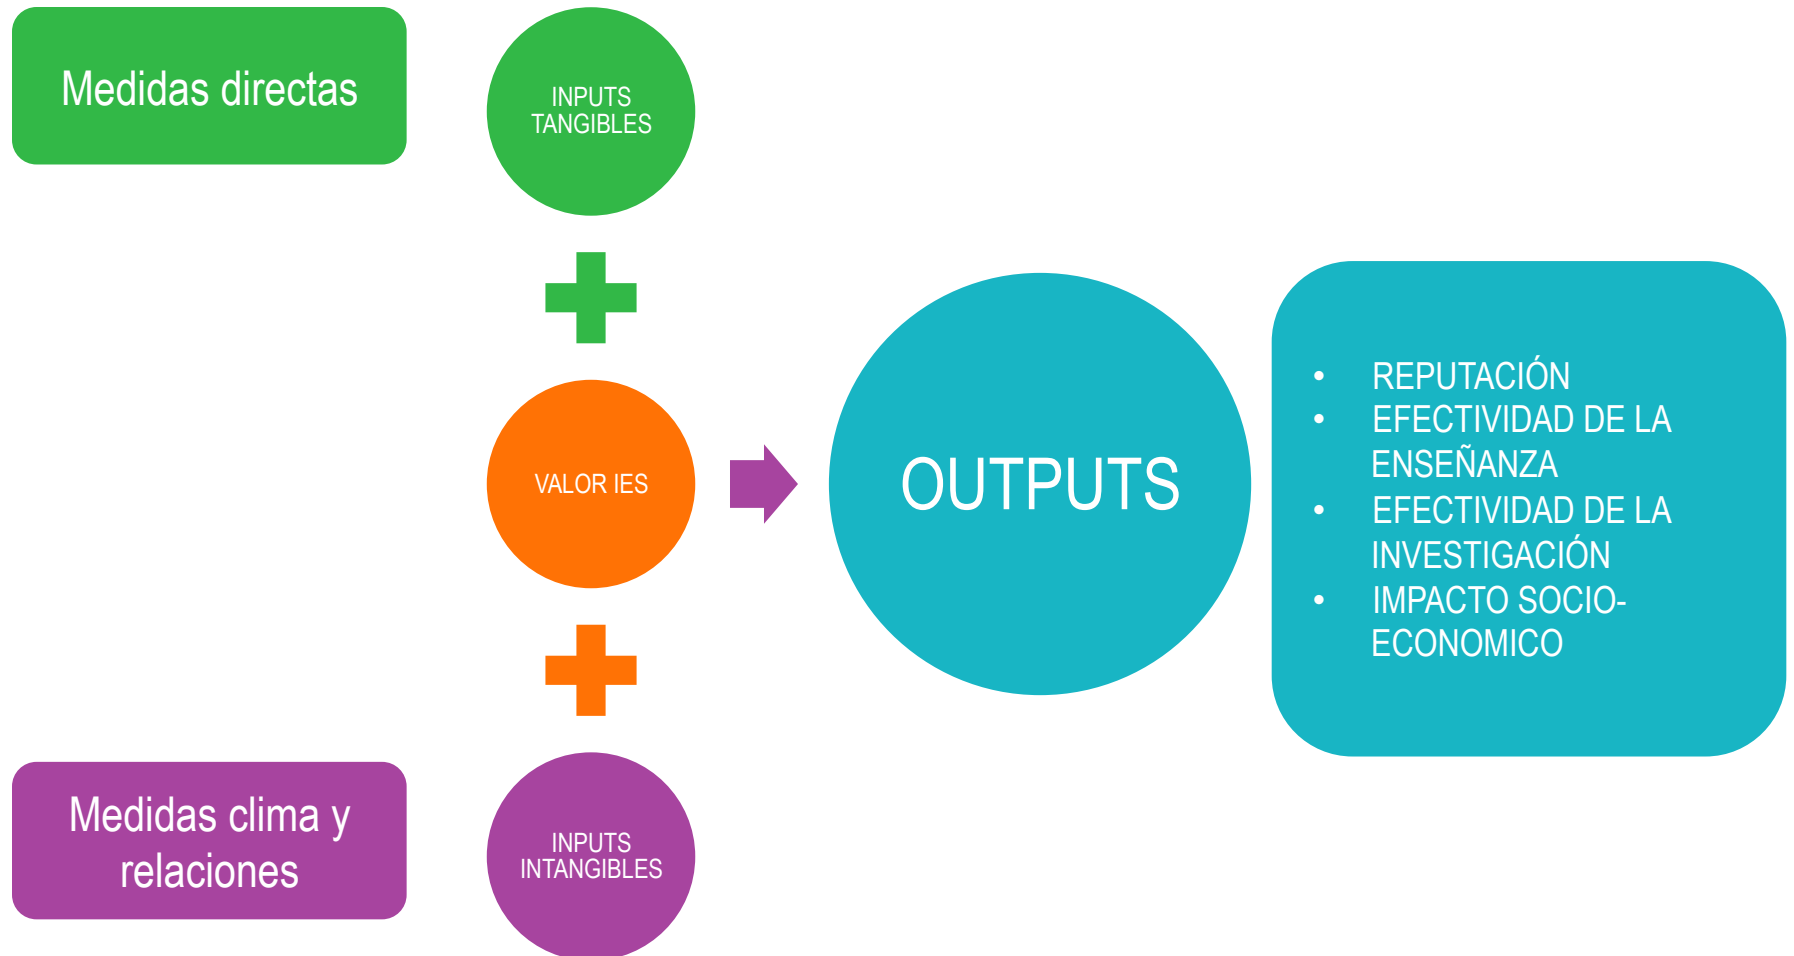 Medidas directas
INPUTS
TANGIBLES
VALOR IES
INPUTS
INTANGIBLES
Medidas clima y
relaciones
OUTPUTS
• REPUTACIÓN
• EFECTIVIDAD DE LA
ENSEÑANZA
• EFECTIVIDAD DE LA
INVESTIGACIÓN
• IMPACTO SOCIO-
ECONOMICO